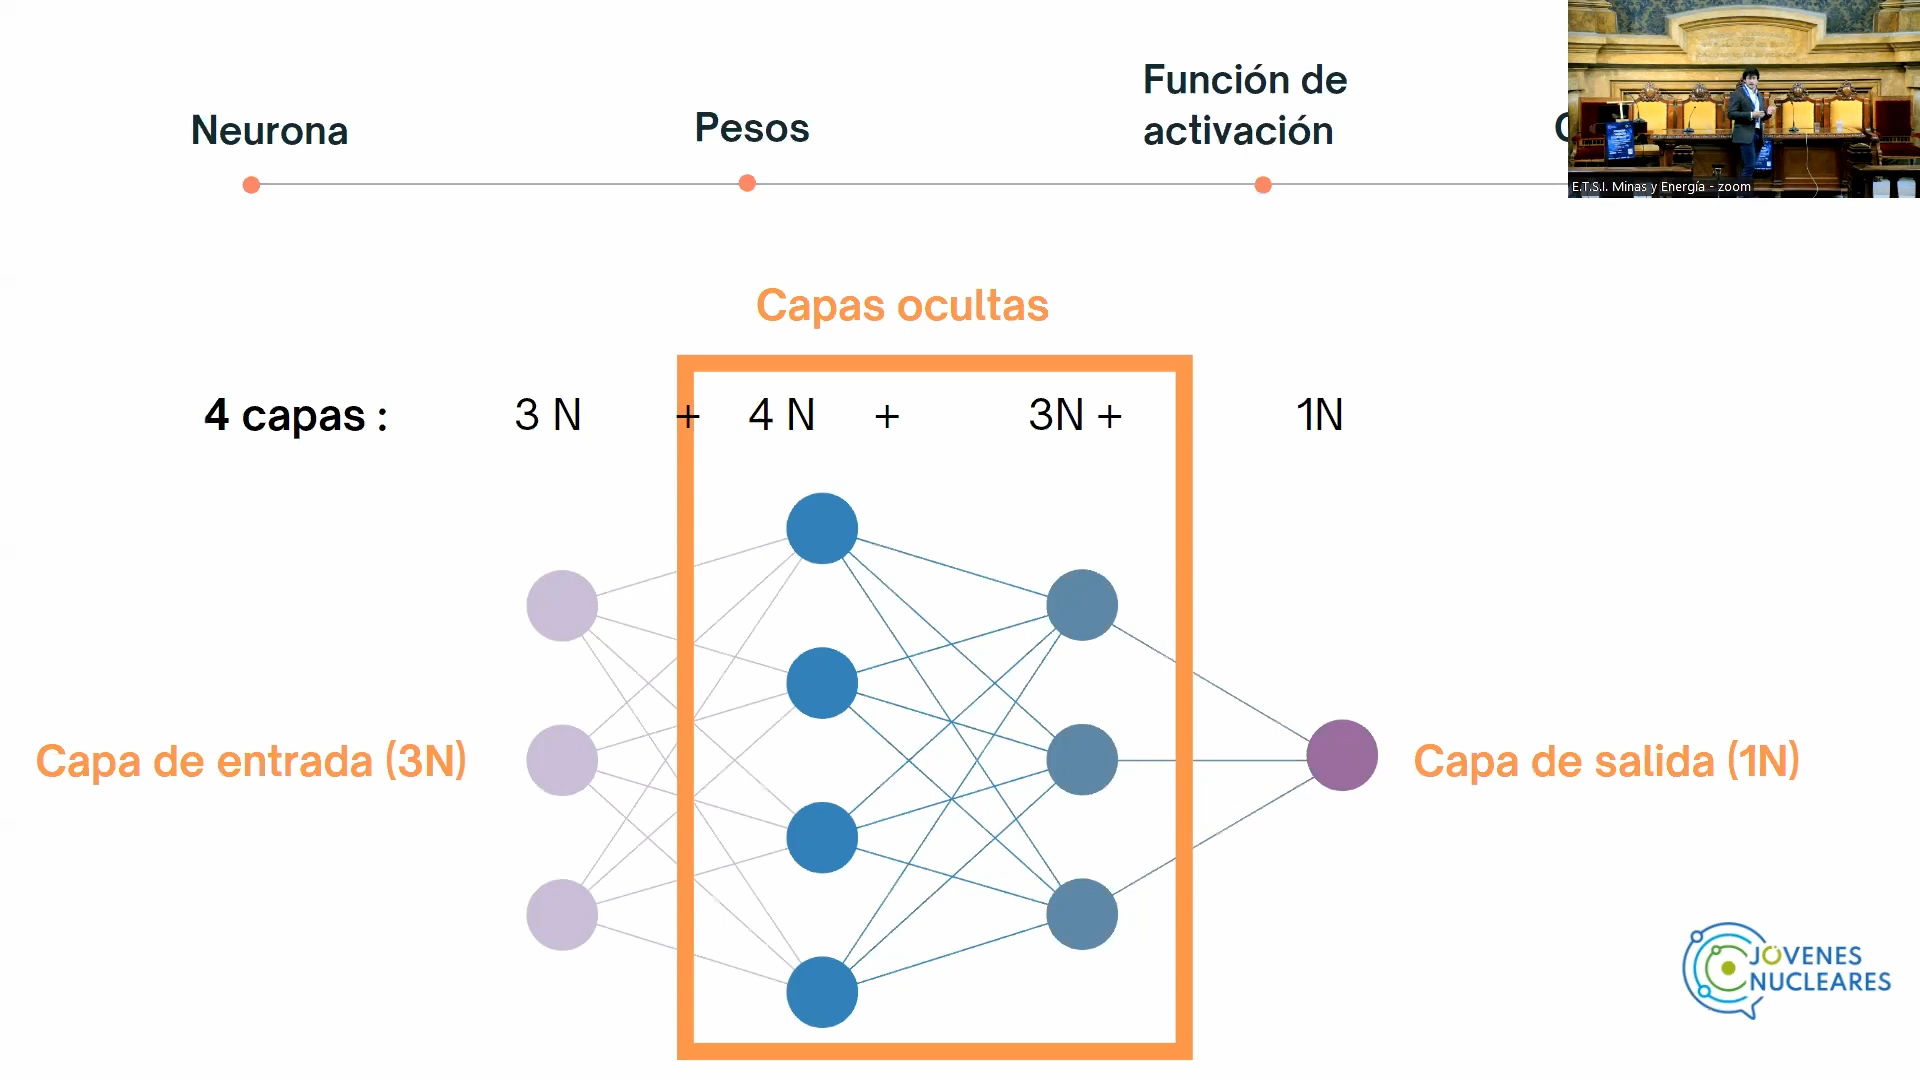 Neurona
Pesos
Función de
activación
E.T.S.I. Minas y Energía - zoom
Capas ocultas
4 capas : 3 N + 4 N + 3N + 1N
Capa de entrada (3N)
Capa de salida (1N)
JÓVENES
NUCLEARES